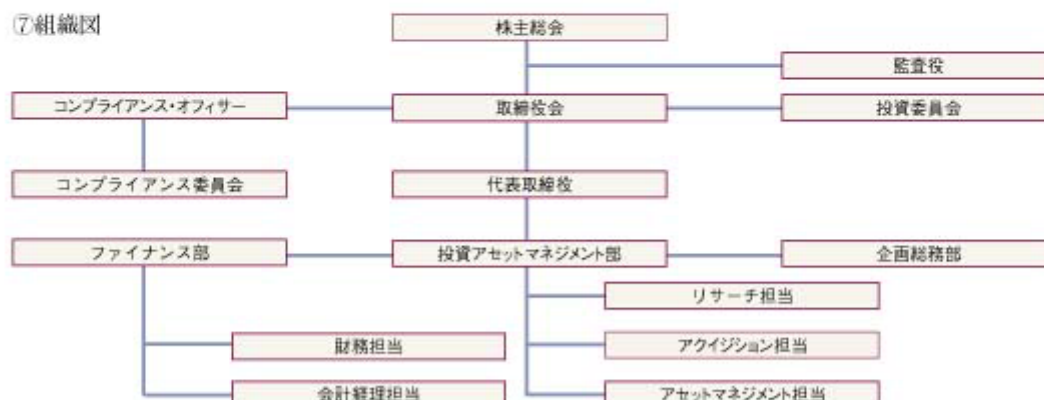 ⑦組織図
株主総会
監査役
コンプライアンス・オフィサー
取締役会
投資委員会
コンプライアンス委員会
代表取締役
ファイナンス部
投資アセットマネジメント部
企画総務部
リサーチ担当
財務担当
アクイジション担当
会計経理担当
アセットマネジメント担当